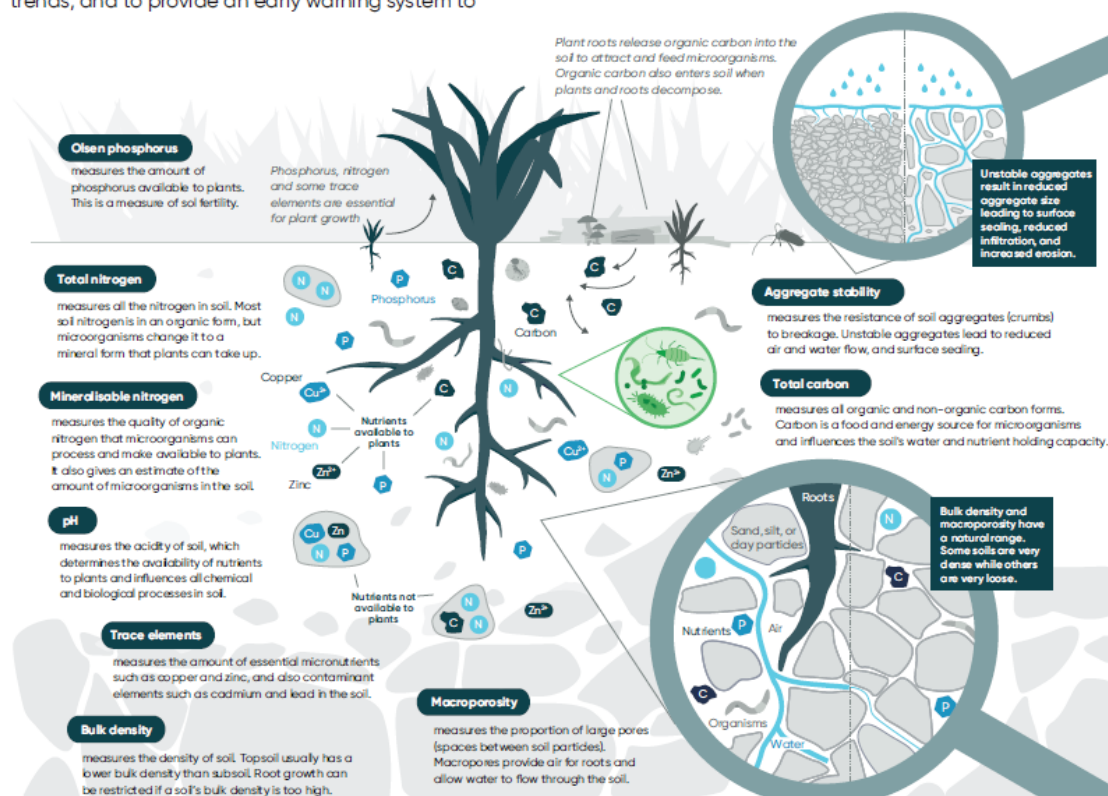 trends, and to provide an early warning system to
Plant roots release organic carbon into the
soil to attract and feed microorganisms.
Organic carbon also enters soil when
plants and roots decompose.
Olsen phosphorus
measures the amount of
phosphorus available to plants.
This is a measure of soil fertility.
Phosphorus, nitrogen
and some trace
elements are essential
for plant growth
Unstable aggregates
result in reduced
aggregate size
leading to surface
sealing, reduced
infiltration, and
increased erosion.
Total nitrogen
measures all the nitrogen in soil. Most
soil nitrogen is in an organic form, but
microorganisms change it to a
mineral form that plants can take up.
N
N
N
P
Phosphorus
P
C
C
Carbon
C
C
Aggregate stability
measures the resistance of soil aggregates (crumbs)
to breakage. Unstable aggregates lead to reduced
air and water flow, and surface sealing.
Total carbon
measures all organic and non-organic carbon forms.
Carbon is a food and energy source for microorganisms
and influences the soil's water and nutrient holding capacity.
Mineralisable nitrogen
measures the quality of organic
nitrogen that microorganisms can
process and make available to plants.
It also gives an estimate of the
amount of microorganisms in the soil.
Copper
Cu²⁺
C
N
Nutrients
available to
plants
N
Nitrogen
N
Zn²⁺
Zinc
P
Cu²⁺
P
N
Zn²⁺
pH
measures the acidity of soil, which
determines the availability of nutrients
to plants and influences all chemical
and biological processes in soil.
Cu
Zn
N
P
P
Nutrients not
available to
plants
N
C
N
Zn²⁺
Trace elements
measures the amount of essential micronutrients
such as copper and zinc, and also contaminant
elements such as cadmium and lead in the soil.
Bulk density
measures the density of soil. Topsoil usually has a
lower bulk density than subsoil. Root growth can
be restricted if a soil's bulk density is too high.
Macroporosity
measures the proportion of large pores
(spaces between soil particles).
Macropores provide air for roots and
allow water to flow through the soil.
Roots
Sand, silt, or
clay particles
N
C
Nutrients
P
Air
C
Organisms
Water
P
Bulk density and
macroporosity have
a natural range.
Some soils are very
dense while others
are very loose.